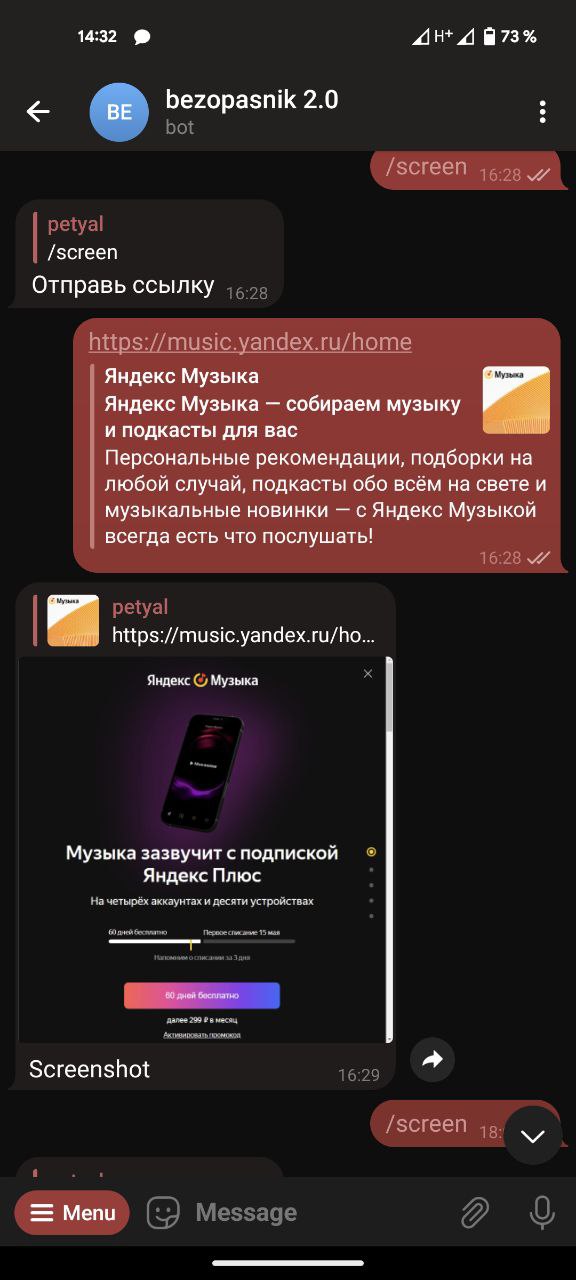 14:32
H+
73 %
BE
bezopasnik 2.0
bot
/screen 16:28
petyal
/screen
Отправь ссылку 16:28
https://music.yandex.ru/home
Яндекс Музыка
Яндекс Музыка — собираем музыку
и подкасты для вас
Персональные рекомендации, подборки на
любой случай, подкасты обо всём на свете и
музыкальные новинки — с Яндекс Музыкой
всегда есть что послушать!
Музыка
16:28
Музыка
petyal
https://music.yandex.ru/ho...
Яндекс Музыка
Музыка зазвучит с подпиской
Яндекс Плюс
На четырёх аккаунтах и десяти устройствах
60 дней бесплатно Первое списание 15 мая
Напомним о списании за 3 дня
60 дней бесплатно
далее 299 ₽ в месяц
Активировать промокод
Screenshot 16:29
/screen 18:
Menu
Message